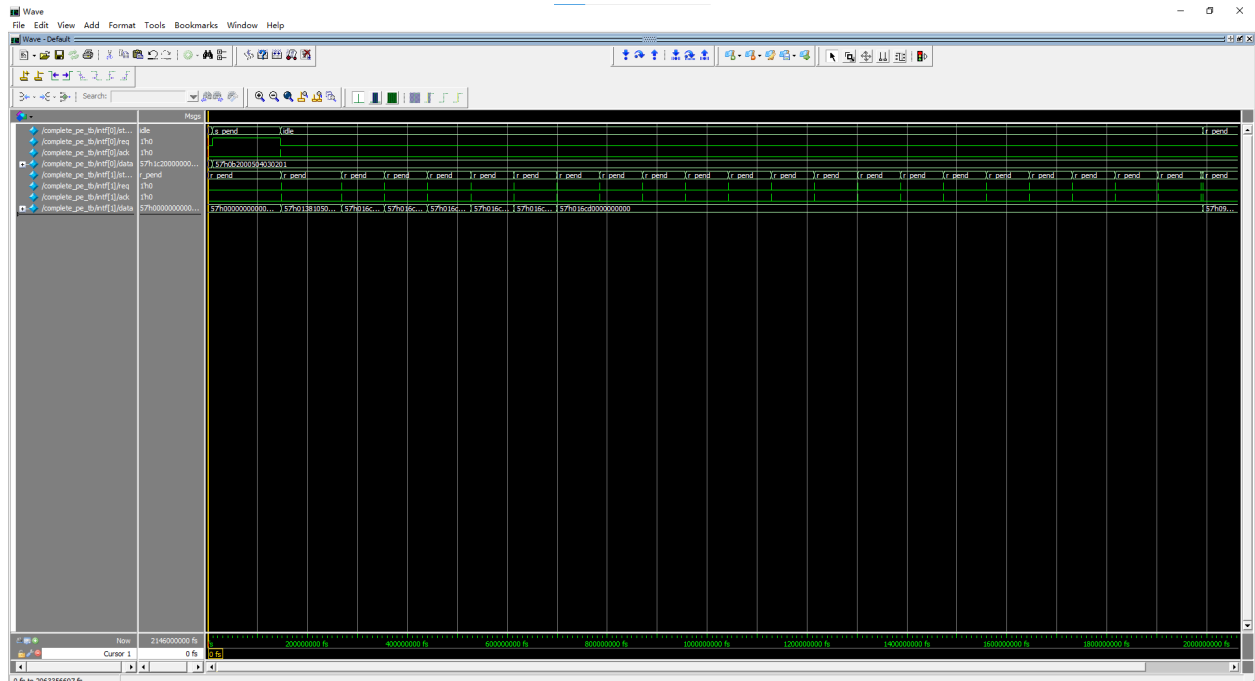 Wave
File Edit View Add Format Tools Bookmarks Window Help
Wave - Default
Search:
Msgs
/complete_pe_tb/intf[0]/st... idle )s_pend (idle )r_pend
/complete_pe_tb/intf[0]/req 1'h0
/complete_pe_tb/intf[0]/ack 1'h0
/complete_pe_tb/intf[0]/data 57'h1c20000000... 57'h0b2000504030201
/complete_pe_tb/intf[1]/st... r_pend r_pend )r_pend )r_pend )r_pend )r_pend )r_pend )r_pend )r_pend )r_pend )r_pend )r_pend )r_pend )r_pend )r_pend )r_pend )r_pend )r_pend )r_pend )r_pend )r_pend )r_pend )r_pend )r_pend
/complete_pe_tb/intf[1]/req 1'h0
/complete_pe_tb/intf[1]/ack 1'h0
/complete_pe_tb/intf[1]/data 57'h0000000000... 57'h00000000000... 57'h01381050... 57'h016c... 57'h016c... 57'h016c... 57'h016c... 57'h016c... 57'h016cd0000000000 57'h09...
Now 2146000000 fs 200000000 fs 400000000 fs 600000000 fs 800000000 fs 1000000000 fs 1200000000 fs 1400000000 fs 1600000000 fs 1800000000 fs 2000000000 fs
Cursor 1 0 fs 0 fs
0 fs to 2063256607 fs